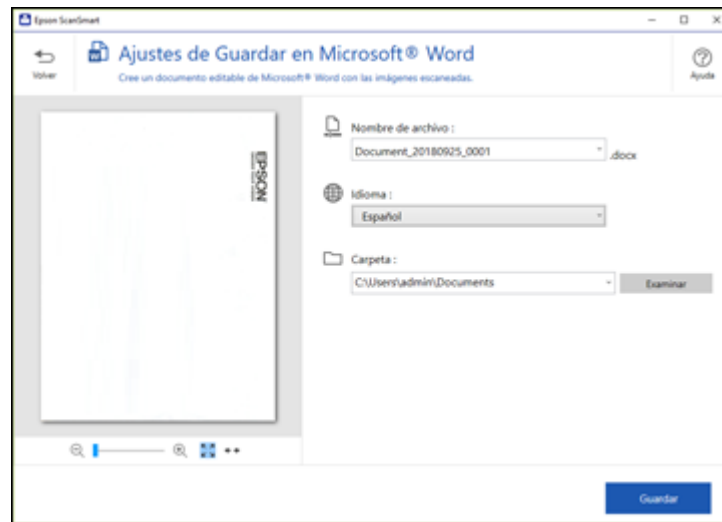 Epson ScanSmart
Volver
Ajustes de Guardar en Microsoft® Word
Cree un documento editable de Microsoft® Word con las imágenes escaneadas.
Ayuda
EPSON
Nombre de archivo :
Document_20180925_0001
.docx
Idioma :
Español
Carpeta :
C:\Users\admin\Documents
Examinar
Guardar